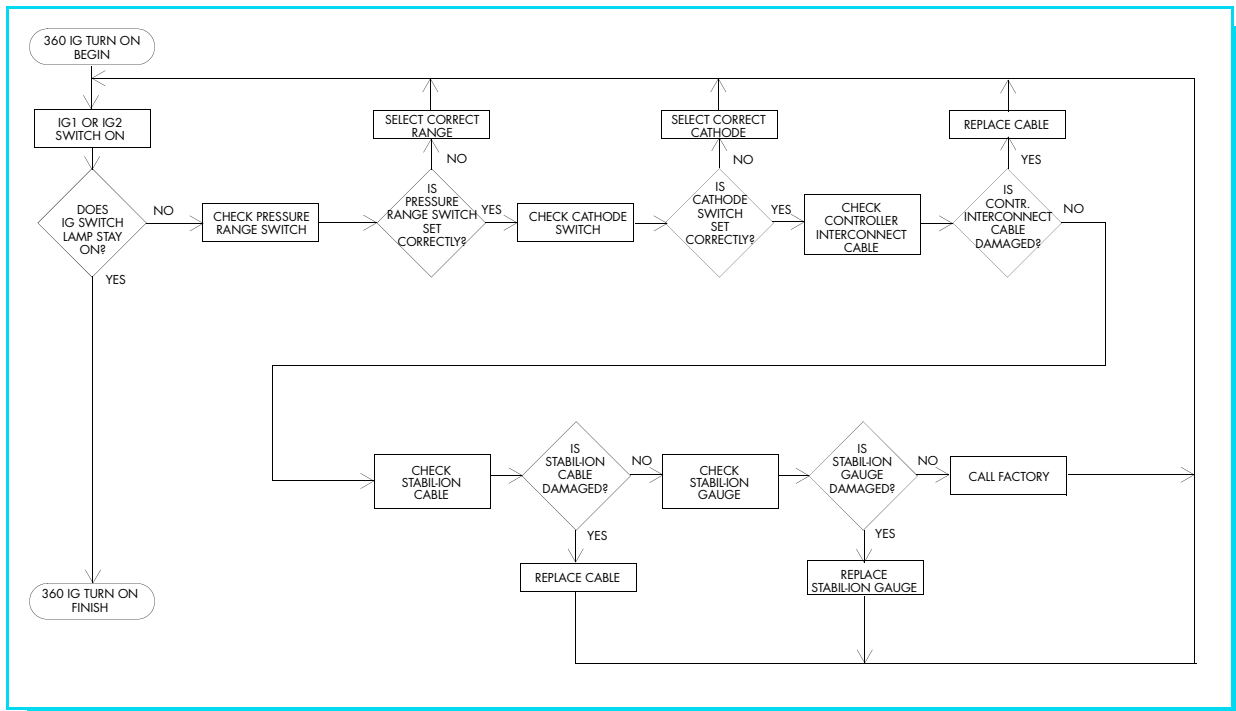 360 IG TURN ON
BEGIN
IG1 OR IG2
SWITCH ON
SELECT CORRECT
RANGE
SELECT CORRECT
CATHODE
REPLACE CABLE
NO
NO
YES
DOES
IG SWITCH
LAMP STAY
ON?
NO
CHECK PRESSURE
RANGE SWITCH
IS
PRESSURE
RANGE SWITCH
SET
CORRECTLY?
YES
CHECK CATHODE
SWITCH
IS
CATHODE
SWITCH
SET
CORRECTLY?
YES
CHECK
CONTROLLER
INTERCONNECT
CABLE
IS
CONTR.
INTERCONNECT
CABLE
DAMAGED?
NO
YES
CHECK
STABIL-ION
CABLE
IS
STABIL-ION
CABLE
DAMAGED?
NO
CHECK
STABIL-ION
GAUGE
IS
STABIL-ION
GAUGE
DAMAGED?
NO
CALL FACTORY
YES
YES
REPLACE CABLE
REPLACE
STABIL-ION GAUGE
360 IG TURN ON
FINISH